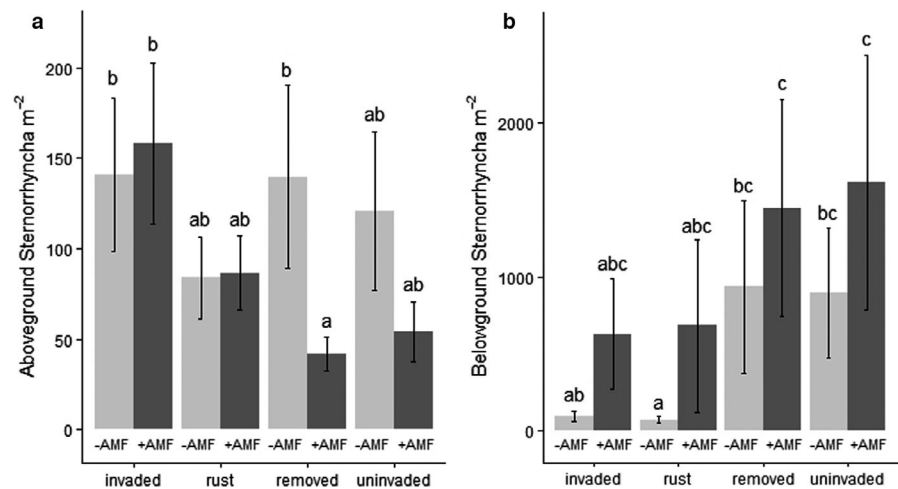 a
Aboveground Sternorrhyncha m⁻²
200
150
100
50
0
b
b
ab
ab
b
a
ab
ab
-AMF +AMF -AMF +AMF -AMF +AMF -AMF +AMF
invaded rust removed uninvaded
b
Belowground Sternorrhyncha m⁻²
2000
1000
0
ab
abc
a
abc
bc
c
bc
c
-AMF +AMF -AMF +AMF -AMF +AMF -AMF +AMF
invaded rust removed uninvaded